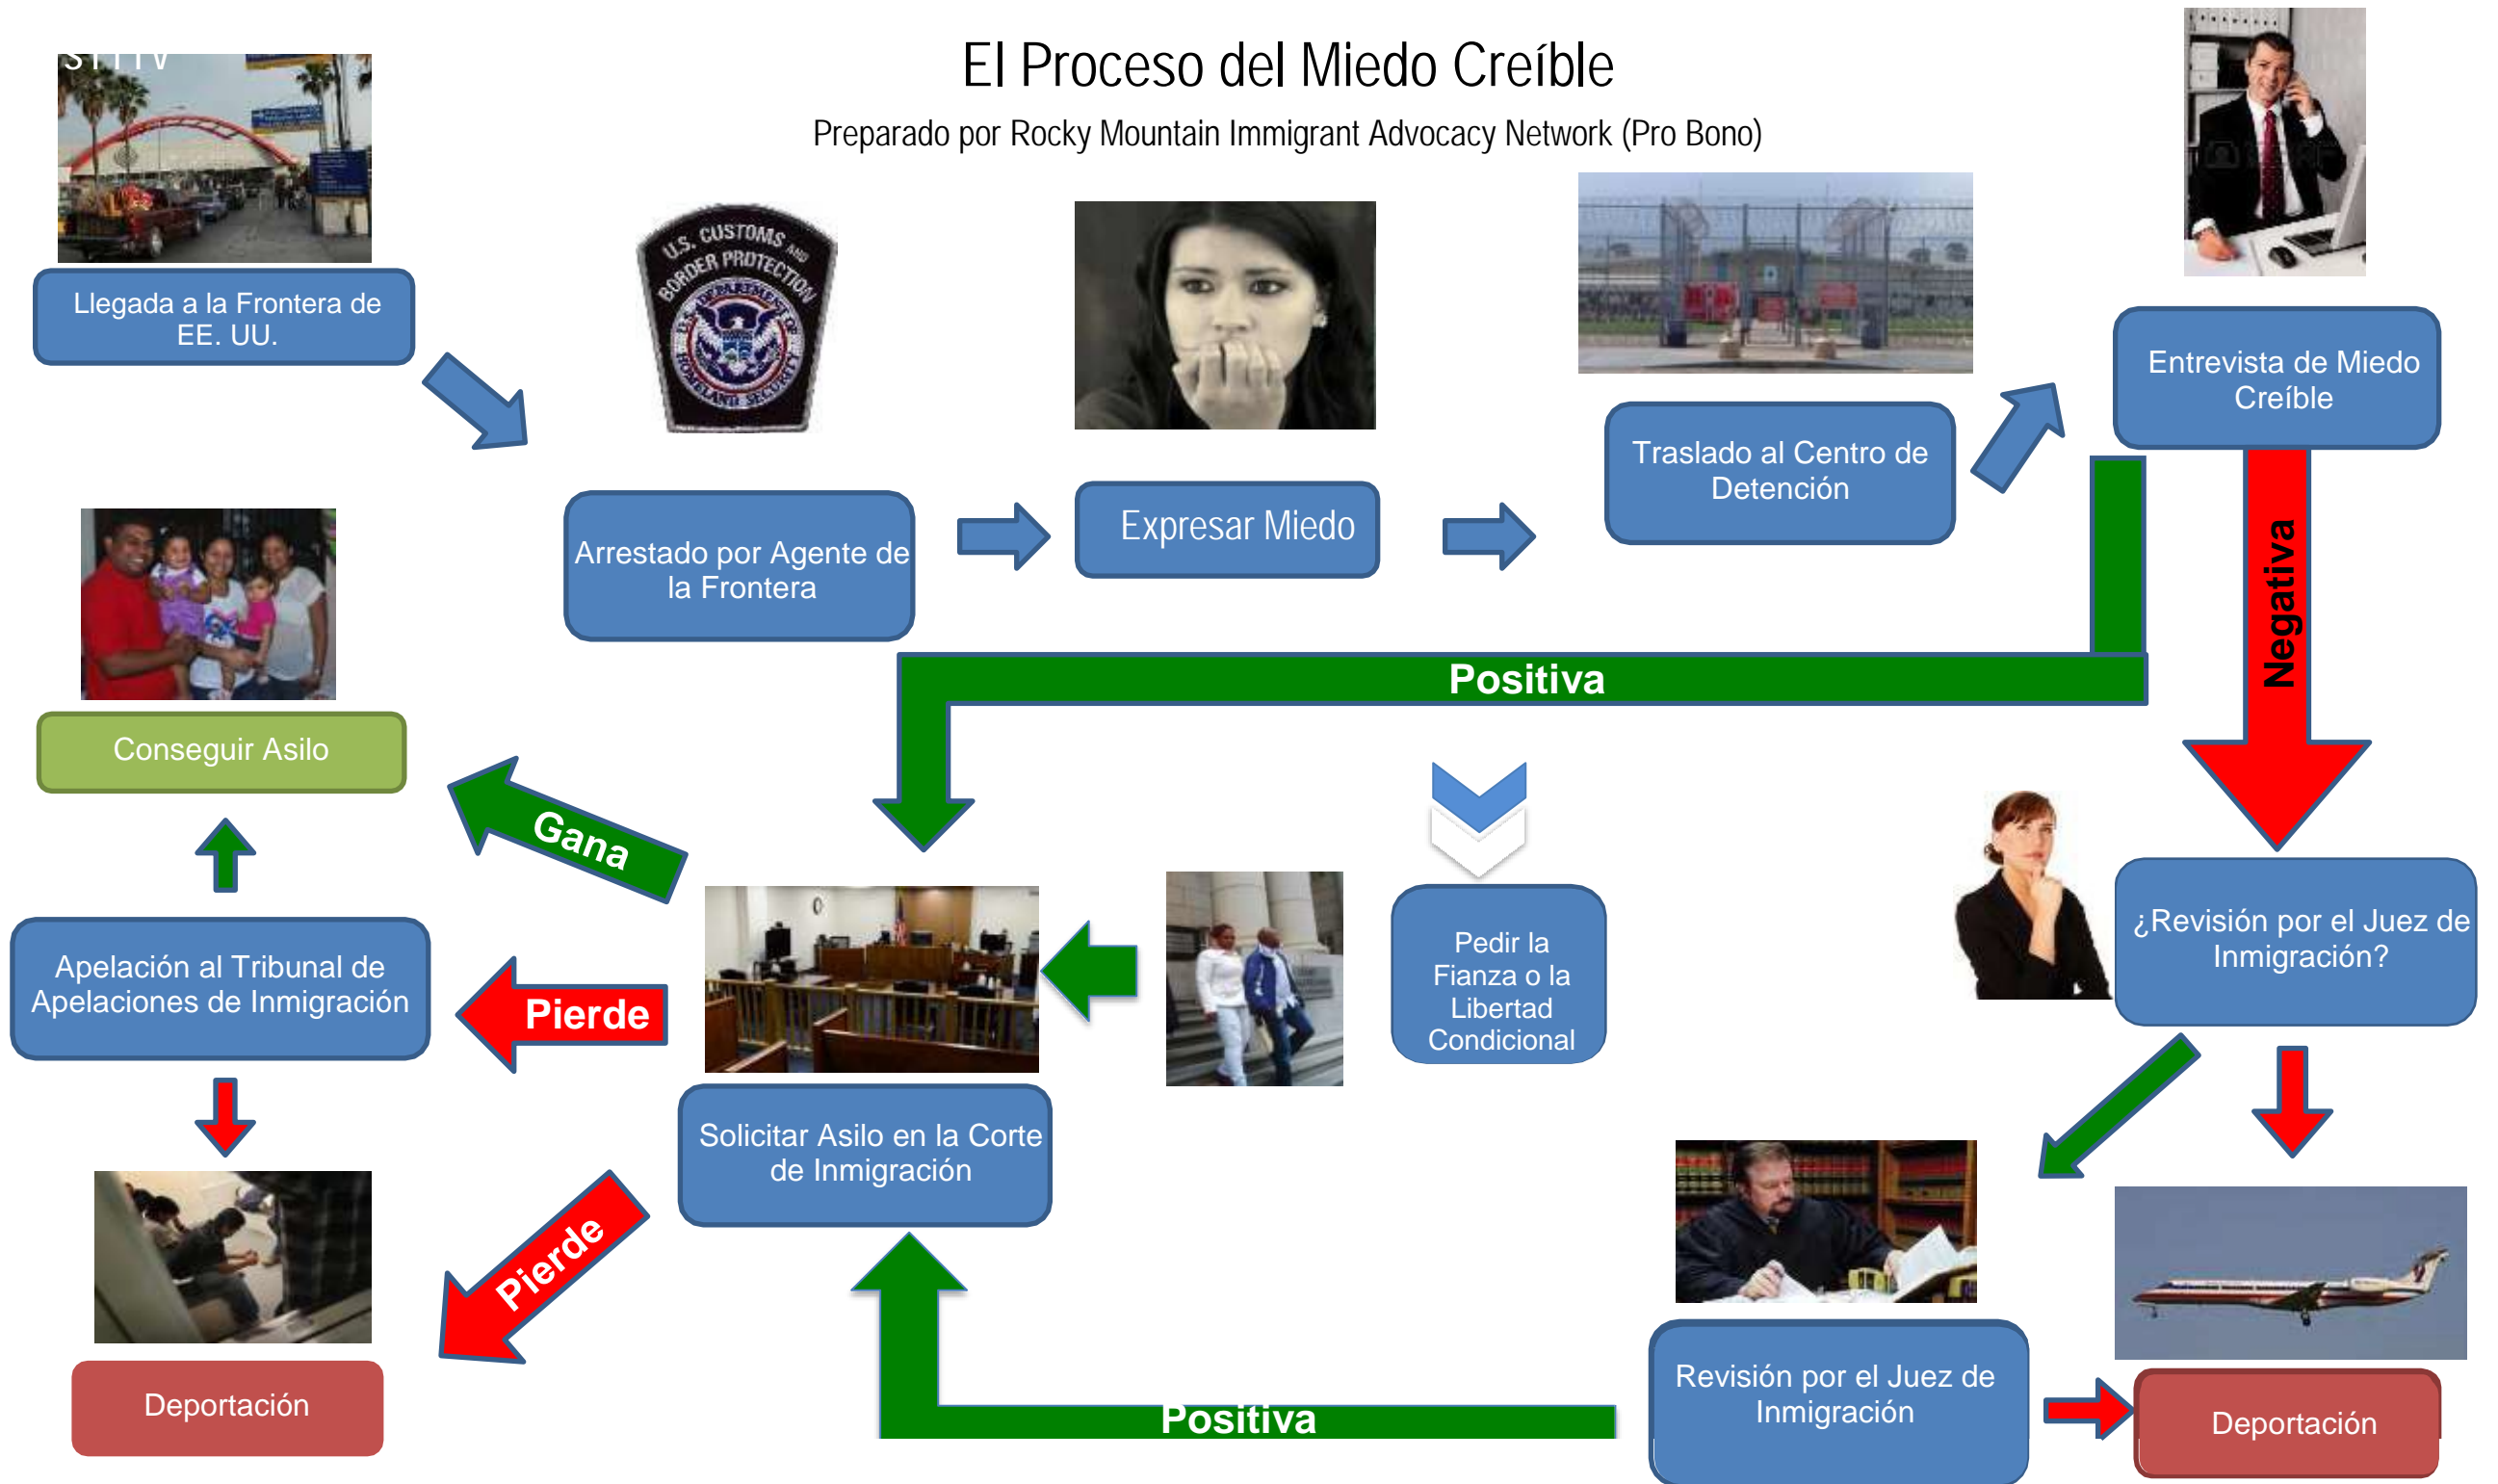 El Proceso del Miedo Creíble
Preparado por Rocky Mountain Immigrant Advocacy Network (Pro Bono)
Llegada a la Frontera de
EE. UU.
U.S. CUSTOMS AND
BORDER PROTECTION
U.S. DEPARTMENT OF
HOMELAND SECURITY
Arrestado por Agente de
la Frontera
Expresar Miedo
Traslado al Centro de
Detención
Entrevista de Miedo
Creíble
Negativa
Positiva
Conseguir Asilo
Gana
Apelación al Tribunal de
Apelaciones de Inmigración
Pierde
Solicitar Asilo en la Corte
de Inmigración
Pedir la
Fianza o la
Libertad
Condicional
¿Revisión por el Juez de
Inmigración?
Pierde
Deportación
Positiva
Revisión por el Juez de
Inmigración
Deportación